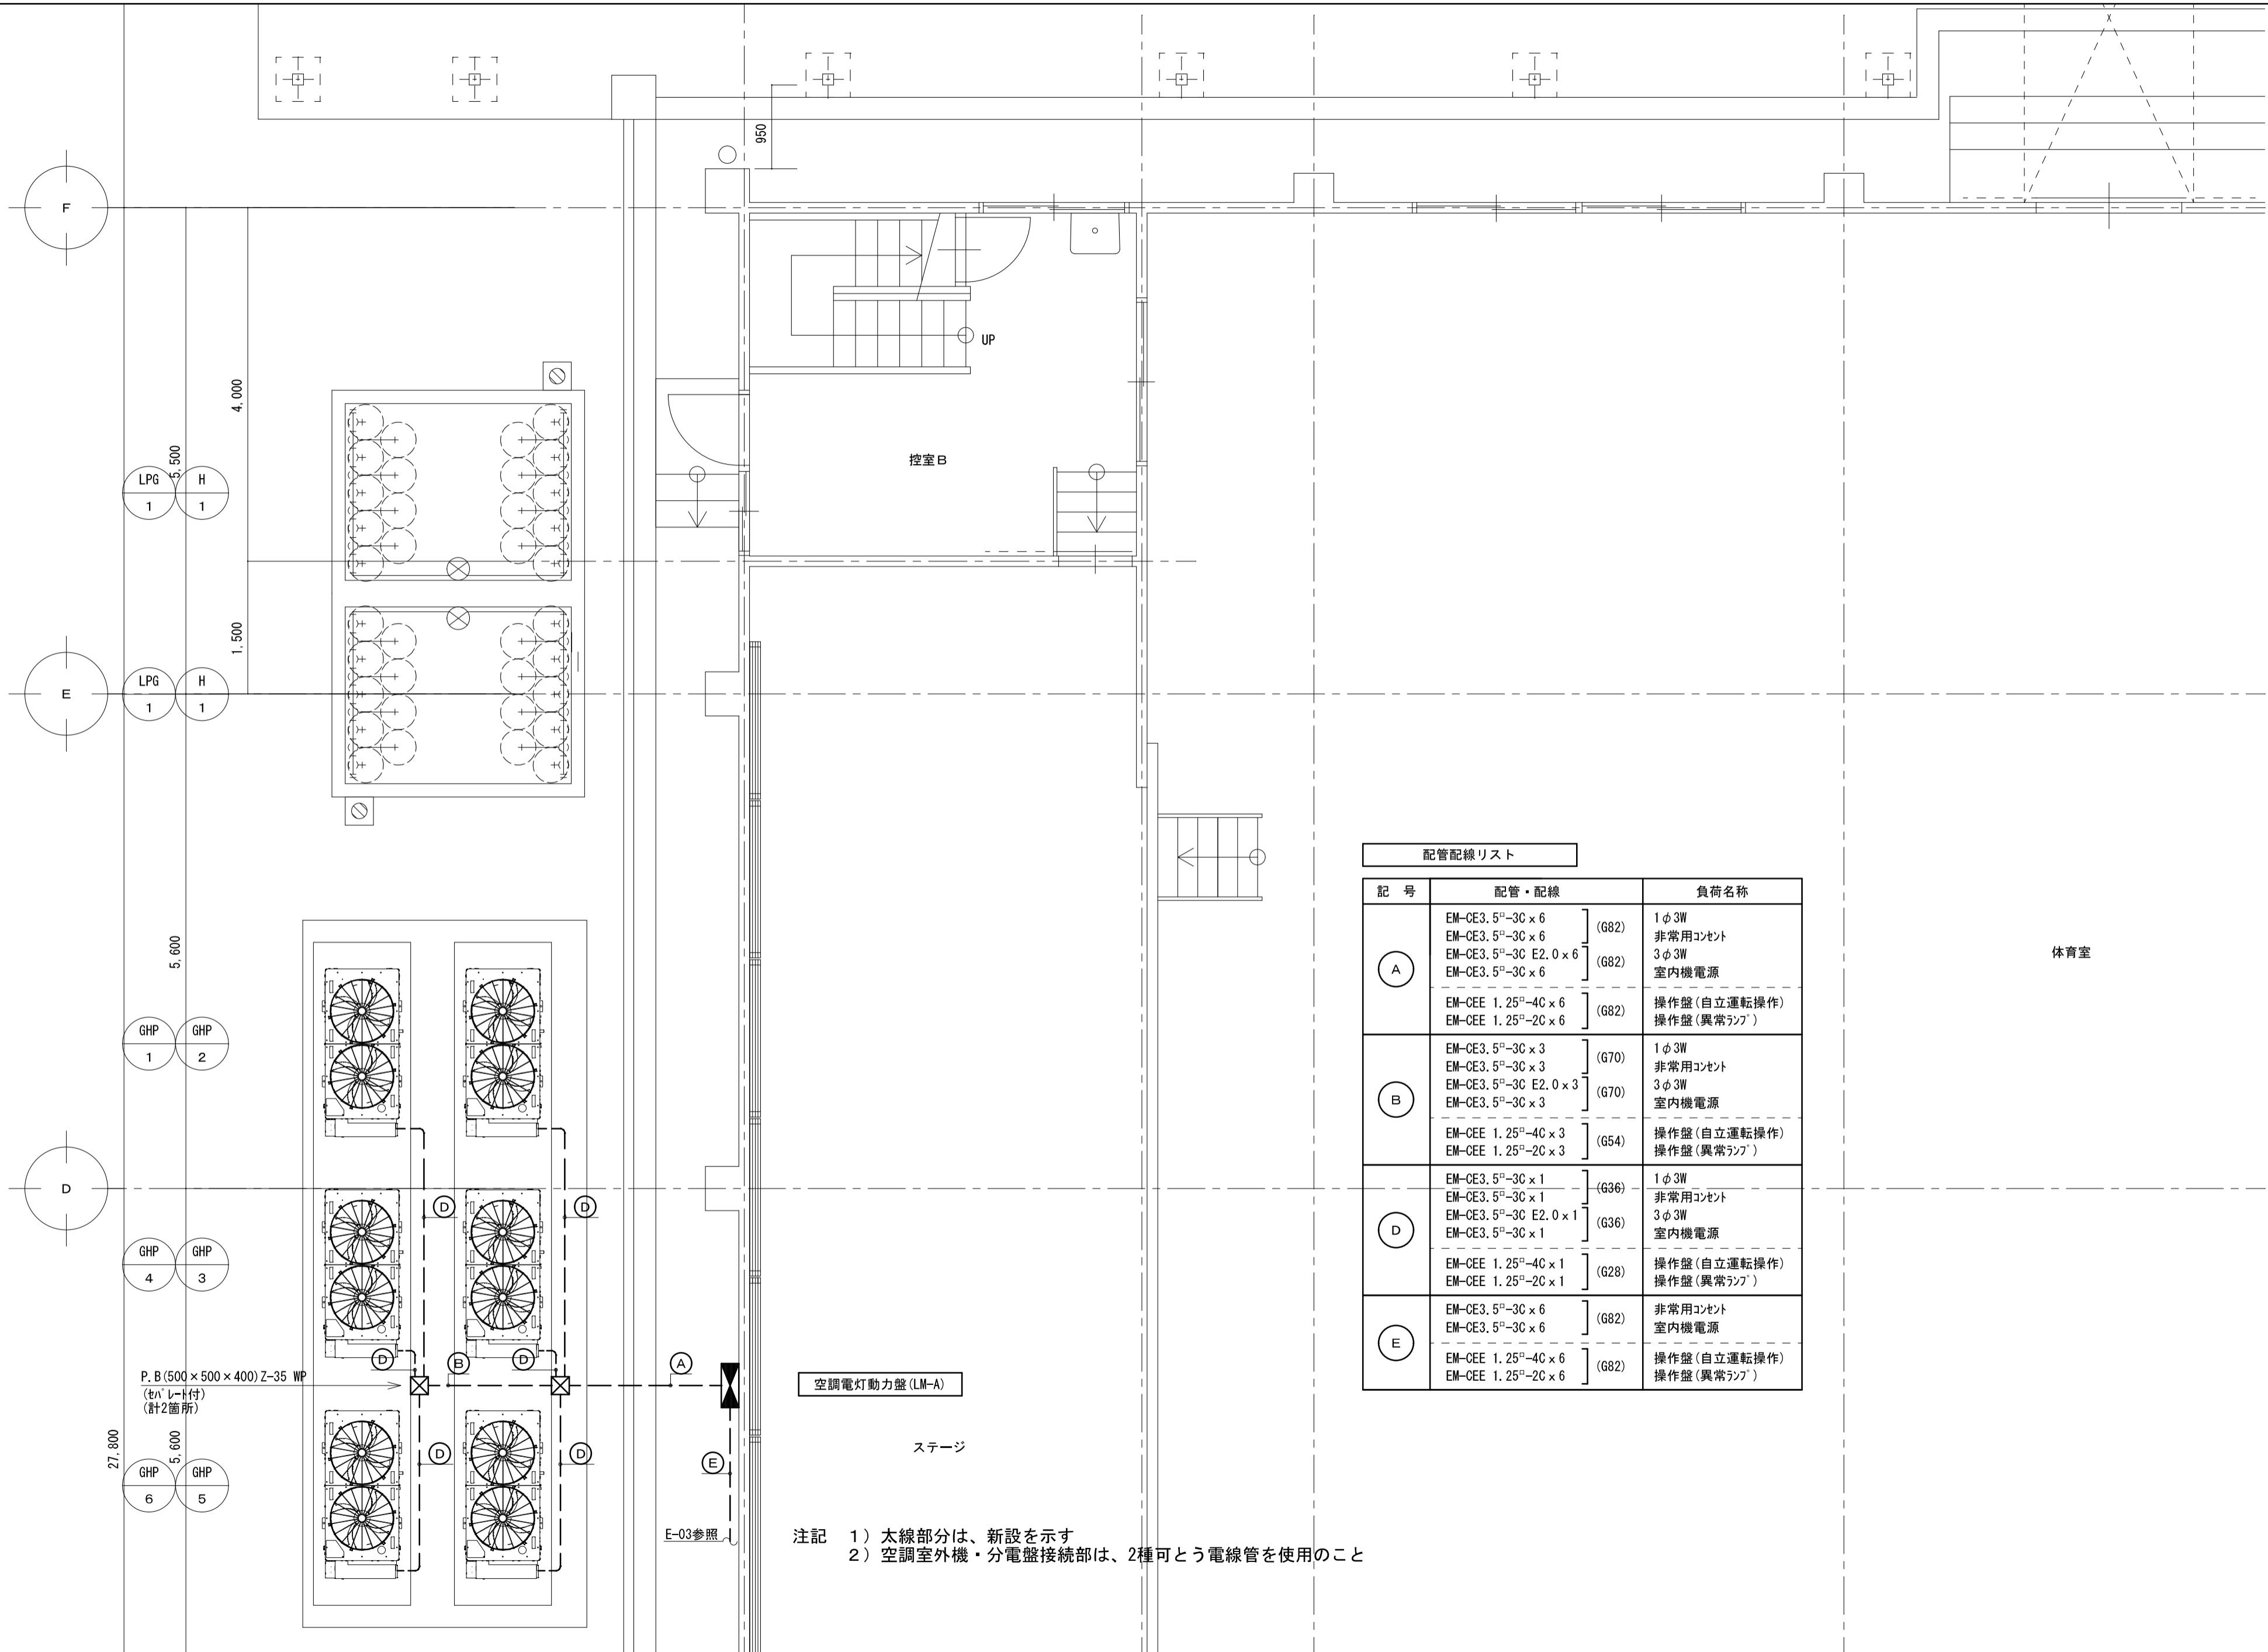 950
F
UP
4,000
5,500
控室B
LPG
1
H
1
1,500
E
LPG
1
H
1
5,600
GHP
1
GHP
2
D
GHP
4
GHP
3
GHP
6
GHP
5
27,800
5,600
P.B(500×500×400)Z-35 WP
(ｾﾊﾟﾚｰﾄ付)
(計2箇所)
D
D
D
B
D
A
D
D
E
E-03参照
空調電灯動力盤(LM-A)
ステージ
体育室
配管配線リスト
記 号 配管・配線 負荷名称
A
EM-CE3.5□-3C×6 (G82) 1φ3W
EM-CE3.5□-3C×6 非常用ｺﾝｾﾝﾄ
EM-CE3.5□-3C E2.0×6 (G82) 3φ3W
EM-CE3.5□-3C×6 室内機電源
EM-CEE 1.25□-4C×6 (G82) 操作盤(自立運転操作)
EM-CEE 1.25□-2C×6 操作盤(異常ﾗﾝﾌﾟ)
B
EM-CE3.5□-3C×3 (G70) 1φ3W
EM-CE3.5□-3C×3 非常用ｺﾝｾﾝﾄ
EM-CE3.5□-3C E2.0×3 (G70) 3φ3W
EM-CE3.5□-3C×3 室内機電源
EM-CEE 1.25□-4C×3 (G54) 操作盤(自立運転操作)
EM-CEE 1.25□-2C×3 操作盤(異常ﾗﾝﾌﾟ)
D
EM-CE3.5□-3C×1 (G36) 1φ3W
EM-CE3.5□-3C×1 非常用ｺﾝｾﾝﾄ
EM-CE3.5□-3C E2.0×1 (G36) 3φ3W
EM-CE3.5□-3C×1 室内機電源
EM-CEE 1.25□-4C×1 (G28) 操作盤(自立運転操作)
EM-CEE 1.25□-2C×1 操作盤(異常ﾗﾝﾌﾟ)
E
EM-CE3.5□-3C×6 (G82) 非常用ｺﾝｾﾝﾄ
EM-CE3.5□-3C×6 室内機電源
EM-CEE 1.25□-4C×6 (G82) 操作盤(自立運転操作)
EM-CEE 1.25□-2C×6 操作盤(異常ﾗﾝﾌﾟ)
注記 1）太線部分は、新設を示す
2）空調室外機・分電盤接続部は、2種可とう電線管を使用のこと